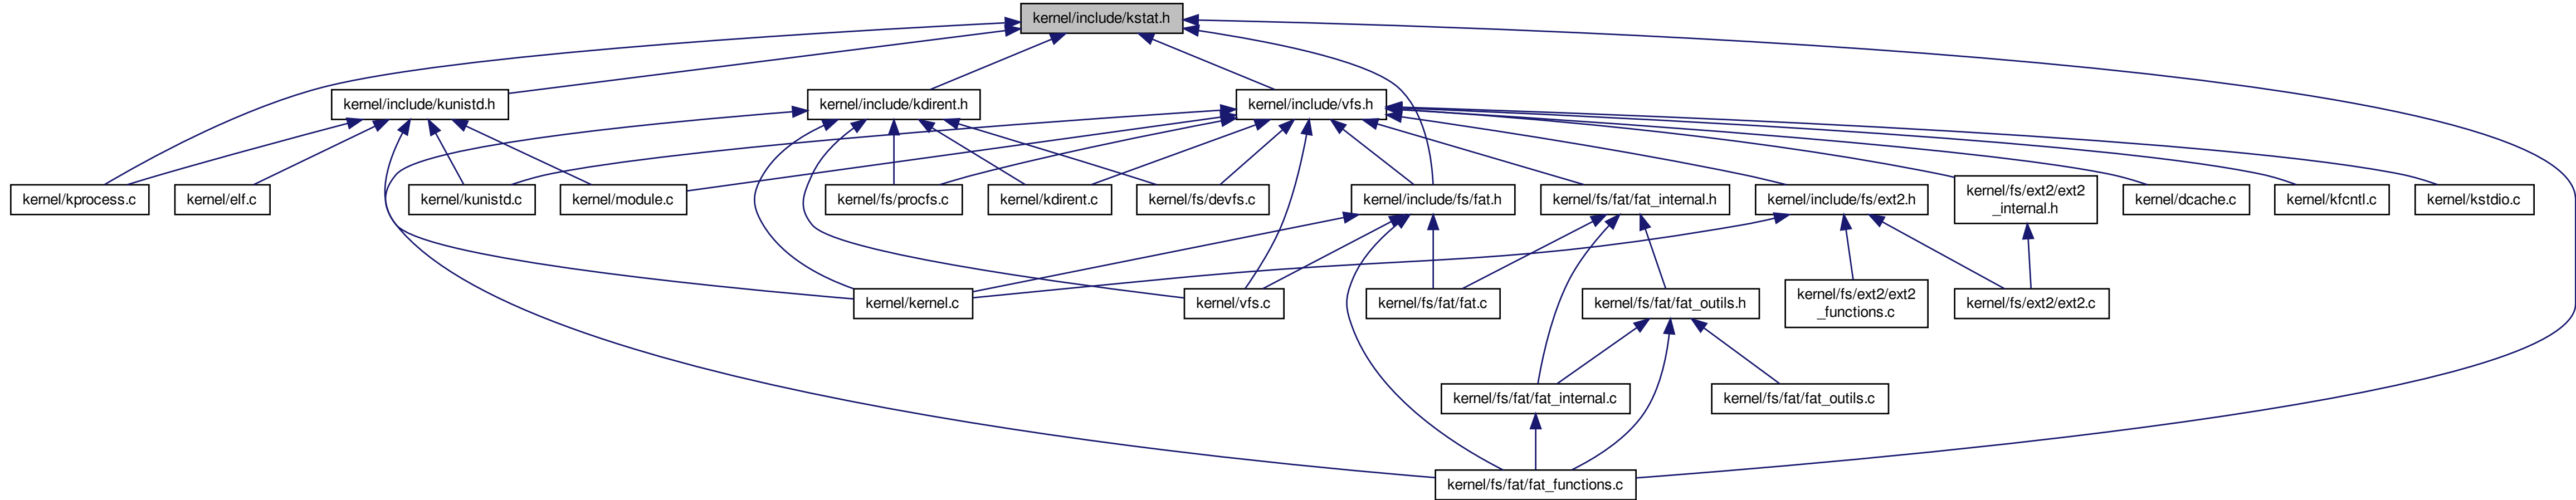 kernel/include/kstat.h
kernel/include/kunistd.h
kernel/include/kdirent.h
kernel/include/vfs.h
kernel/kprocess.c
kernel/elf.c
kernel/kunistd.c
kernel/module.c
kernel/fs/procfs.c
kernel/kdirent.c
kernel/fs/devfs.c
kernel/include/fs/fat.h
kernel/fs/fat/fat_internal.h
kernel/include/fs/ext2.h
kernel/fs/ext2/ext2
_internal.h
kernel/dcache.c
kernel/kfcntl.c
kernel/kstdio.c
kernel/kernel.c
kernel/vfs.c
kernel/fs/fat/fat.c
kernel/fs/fat/fat_outils.h
kernel/fs/ext2/ext2
_functions.c
kernel/fs/ext2/ext2.c
kernel/fs/fat/fat_internal.c
kernel/fs/fat/fat_outils.c
kernel/fs/fat/fat_functions.c